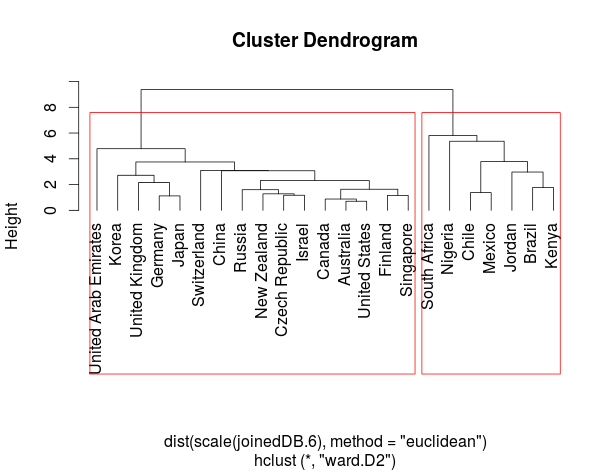 Cluster Dendrogram
Height
0
2
4
6
8
United Arab Emirates
Korea
United Kingdom
Germany
Japan
Switzerland
China
Russia
New Zealand
Czech Republic
Israel
Canada
Australia
United States
Finland
Singapore
South Africa
Nigeria
Chile
Mexico
Jordan
Brazil
Kenya
dist(scale(joinedDB.6), method = "euclidean")
hclust (*, "ward.D2")